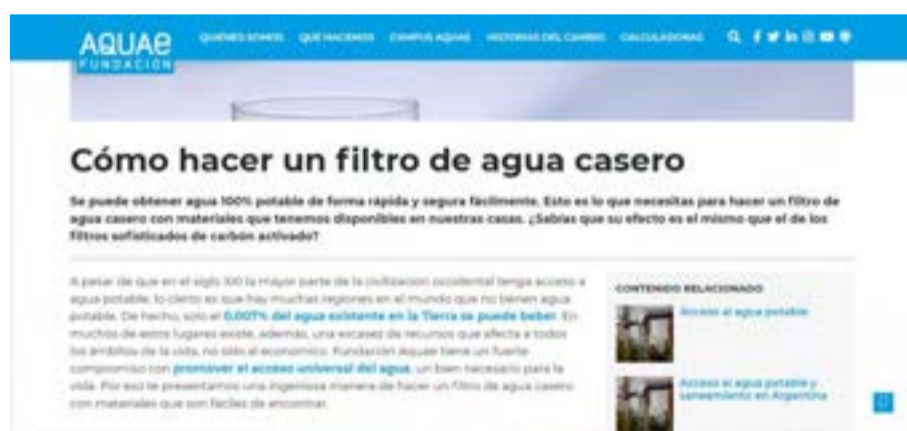 AQUAE
FUNDACIÓN
QUIÉNES SOMOS QUÉ HACEMOS CAMPUS AQUAE HISTORIAS DEL CAMBIO CALCULADORAS
Cómo hacer un filtro de agua casero
Se puede obtener agua 100% potable de forma rápida y segura fácilmente. Esto es lo que necesitas para hacer un filtro de
agua casero con materiales que tenemos disponibles en nuestras casas. ¿Sabías que su efecto es el mismo que el de los
filtros sofisticados de carbón activado?
A pesar de que en el siglo XXI la mayor parte de la civilización occidental tenga acceso a
agua potable, lo cierto es que hay muchas regiones en el mundo que no tienen agua
potable. De hecho, solo el 0,007% del agua existente en la Tierra se puede beber. En
muchos de estos lugares existe, además, una escasez de recursos que afecta a todos
los ámbitos de la vida, no sólo al económico. Fundación Aquae tiene un fuerte
compromiso con promover el acceso universal del agua, un bien necesario para la
vida. Por eso te presentamos una ingeniosa manera de hacer un filtro de agua casero
con materiales que son fáciles de encontrar.
CONTENIDO RELACIONADO
Acceso al agua potable
Acceso al agua potable y
saneamiento en Argentina